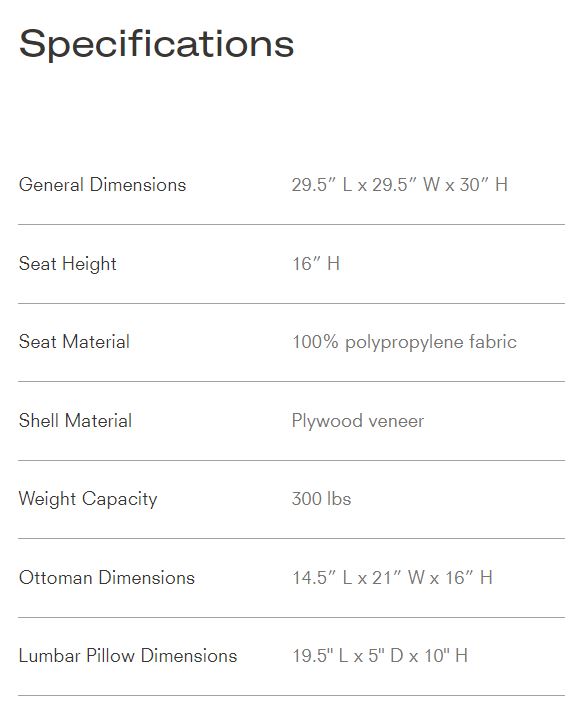 Specifications
General Dimensions 29.5” L x 29.5” W x 30” H
Seat Height 16” H
Seat Material 100% polypropylene fabric
Shell Material Plywood veneer
Weight Capacity 300 lbs
Ottoman Dimensions 14.5” L x 21” W x 16” H
Lumbar Pillow Dimensions 19.5" L x 5" D x 10" H